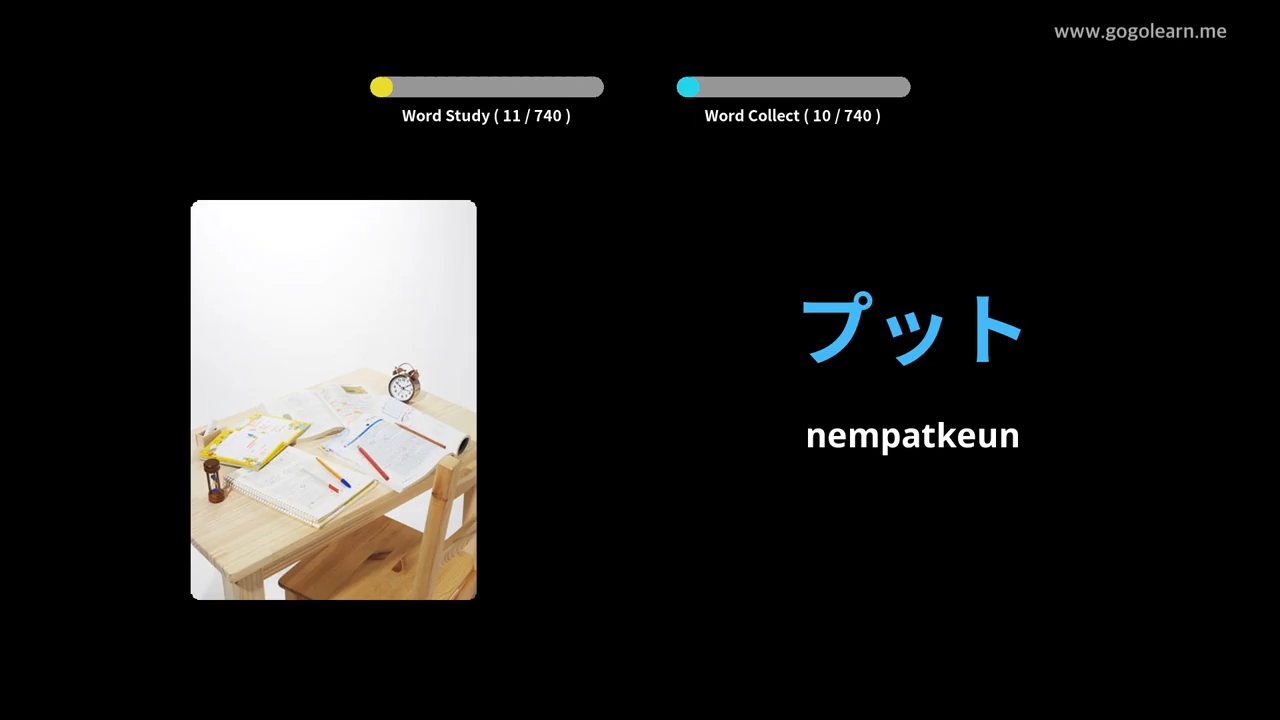 www.gogolearn.me
Word Study ( 11 / 740 )
Word Collect ( 10 / 740 )
プット
nempatkeun